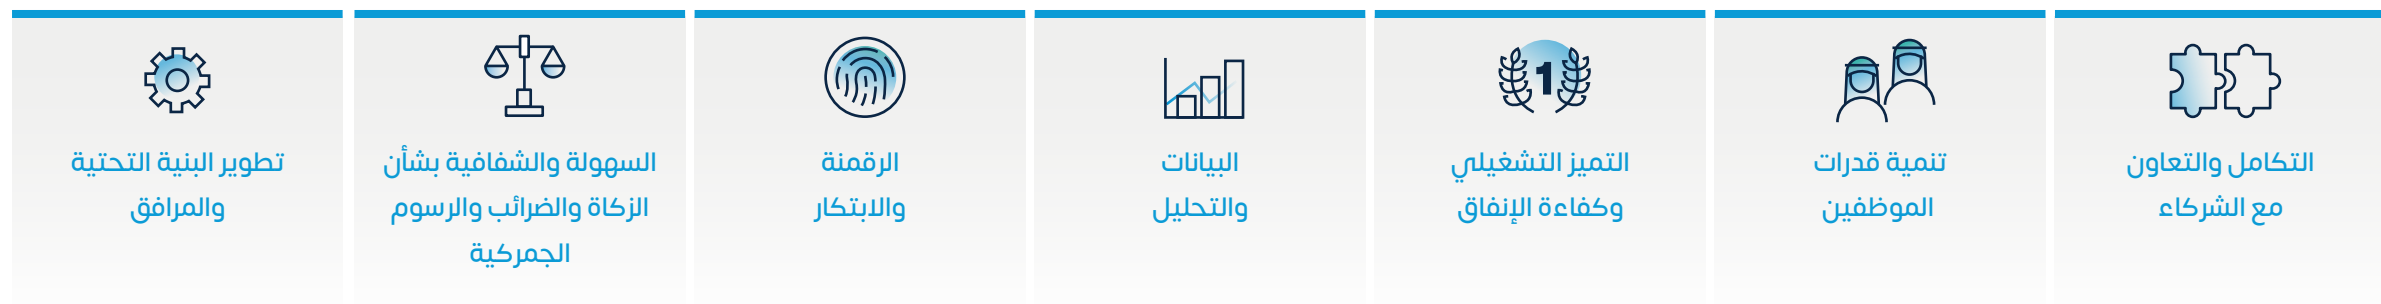 التكامل والتعاون
مع الشركاء
تنمية قدرات
الموظفين
1
التميز التشغيلي
وكفاءة الإنفاق
البيانات
والتحليل
الرقمنة
والابتكار
السهولة والشفافية بشأن
الزكاة والضرائب والرسوم
الجمركية
تطوير البنية التحتية
والمرافق